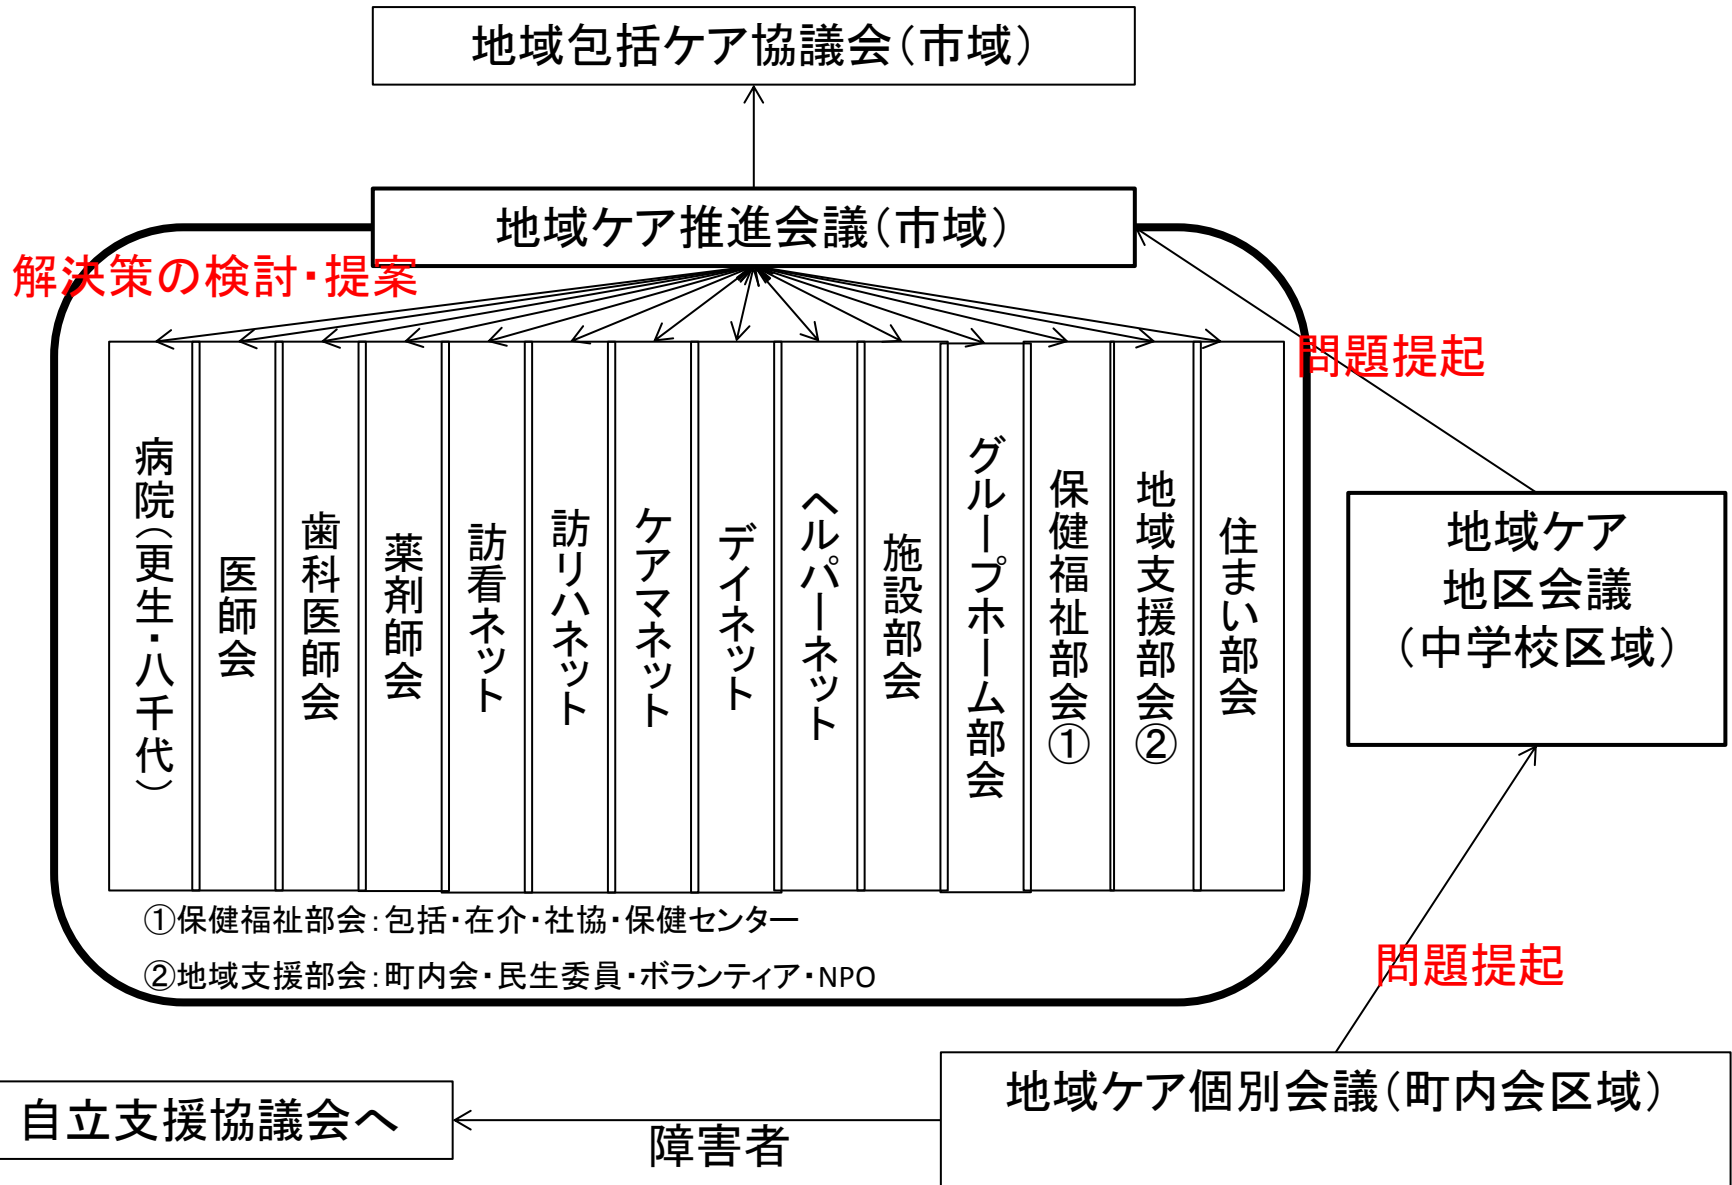 地域包括ケア協議会（市域）
地域ケア推進会議（市域）
解決策の検討・提案
問題提起
病院（更生・八千代）
医師会
歯科医師会
薬剤師会
訪看ネット
訪リハネット
ケアマネット
デイネット
ヘルパーネット
施設部会
グループホーム部会
保健福祉部会①
地域支援部会②
住まい部会
地域ケア
地区会議
（中学校区域）
①保健福祉部会：包括・在介・社協・保健センター
②地域支援部会：町内会・民生委員・ボランティア・NPO
問題提起
地域ケア個別会議（町内会区域）
自立支援協議会へ
障害者